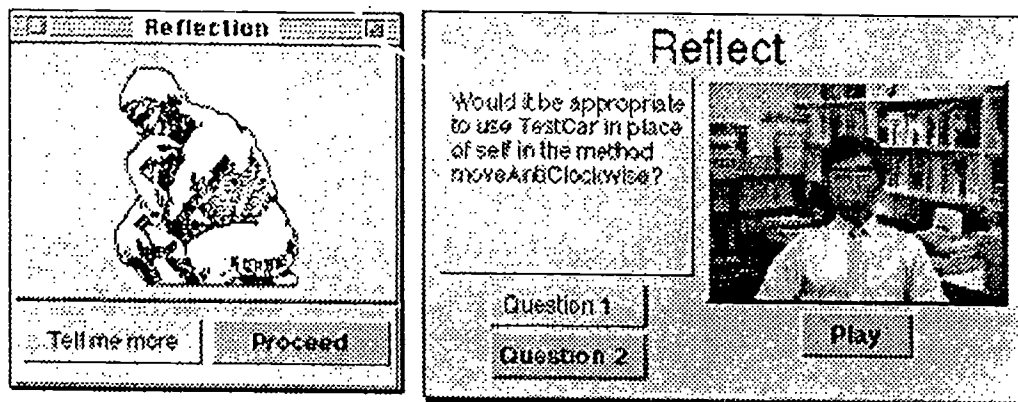 Reflection
Tell me more
Proceed
Reflect
Would it be appropriate
to use TestCar in place
of self in the method
moveAntiClockwise?
Question 1
Question 2
Play